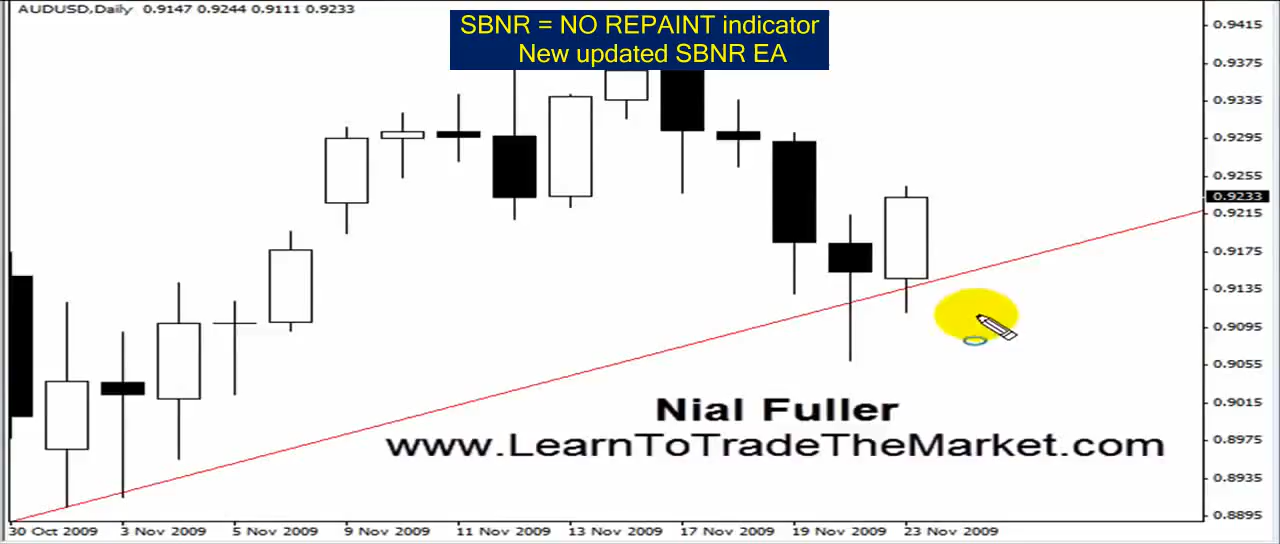 AUDUSD,Daily 0.9147 0.9244 0.9111 0.9233
SBNR = NO REPAINT indicator
New updated SBNR EA
0.9415
0.9375
0.9335
0.9295
0.9255
0.9233
0.9215
0.9175
0.9135
0.9095
0.9055
0.9015
0.8975
0.8935
0.8895
Nial Fuller
www.LearnToTradeTheMarket.com
30 Oct 2009 3 Nov 2009 5 Nov 2009 9 Nov 2009 11 Nov 2009 13 Nov 2009 17 Nov 2009 19 Nov 2009 23 Nov 2009